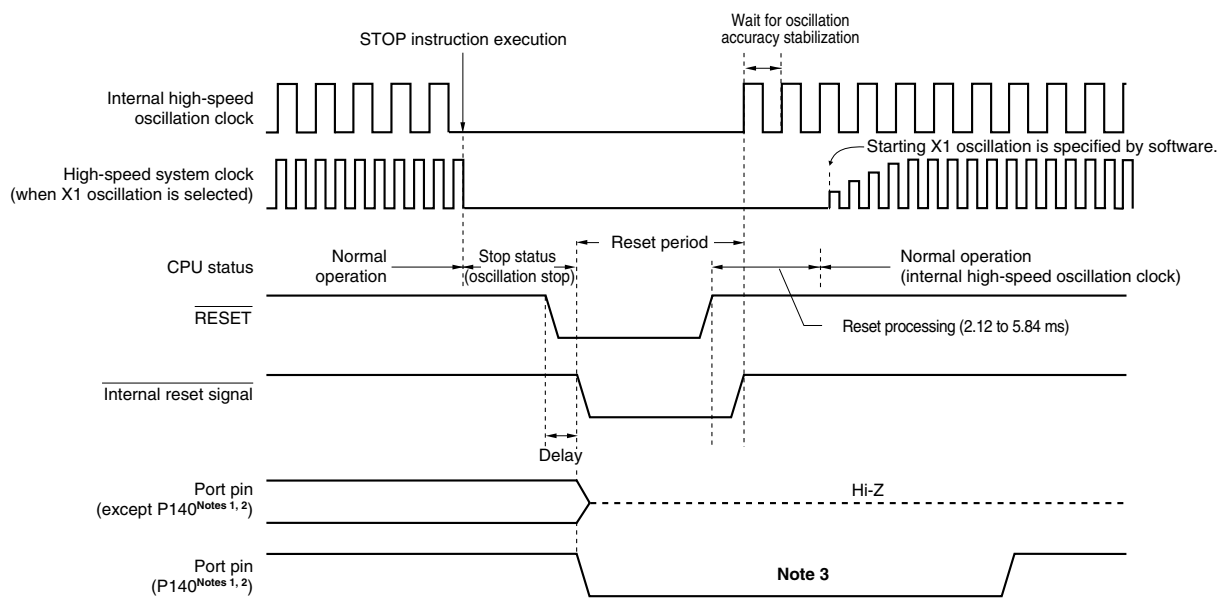 Wait for oscillation
accuracy stabilization
STOP instruction execution
Internal high-speed
oscillation clock
Starting X1 oscillation is specified by software.
High-speed system clock
(when X1 oscillation is selected)
Reset period
CPU status
Normal
operation
Stop status
(oscillation stop)
Normal operation
(internal high-speed oscillation clock)
RESET
Reset processing (2.12 to 5.84 ms)
Internal reset signal
Delay
Port pin
(except P140Notes 1, 2)
Hi-Z
Port pin
(P140Notes 1, 2)
Note 3